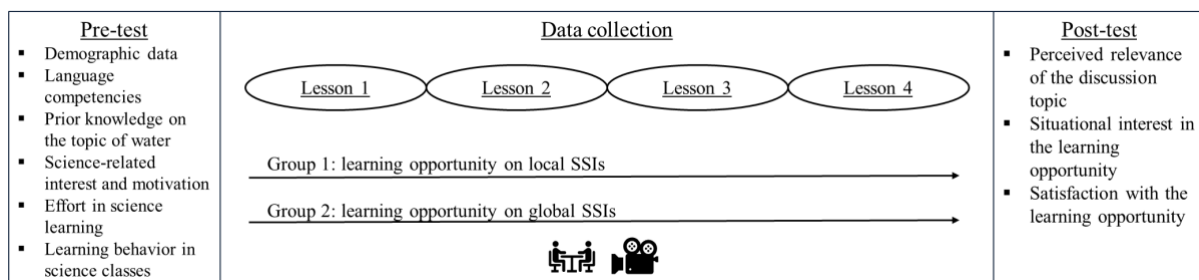 Pre-test
▪ Demographic data
▪ Language
competencies
▪ Prior knowledge on
the topic of water
▪ Science-related
interest and motivation
▪ Effort in science
learning
▪ Learning behavior in
science classes
Data collection
Lesson 1 Lesson 2 Lesson 3 Lesson 4
Group 1: learning opportunity on local SSIs
Group 2: learning opportunity on global SSIs
Post-test
▪ Perceived relevance
of the discussion
topic
▪ Situational interest in
the learning
opportunity
▪ Satisfaction with the
learning opportunity